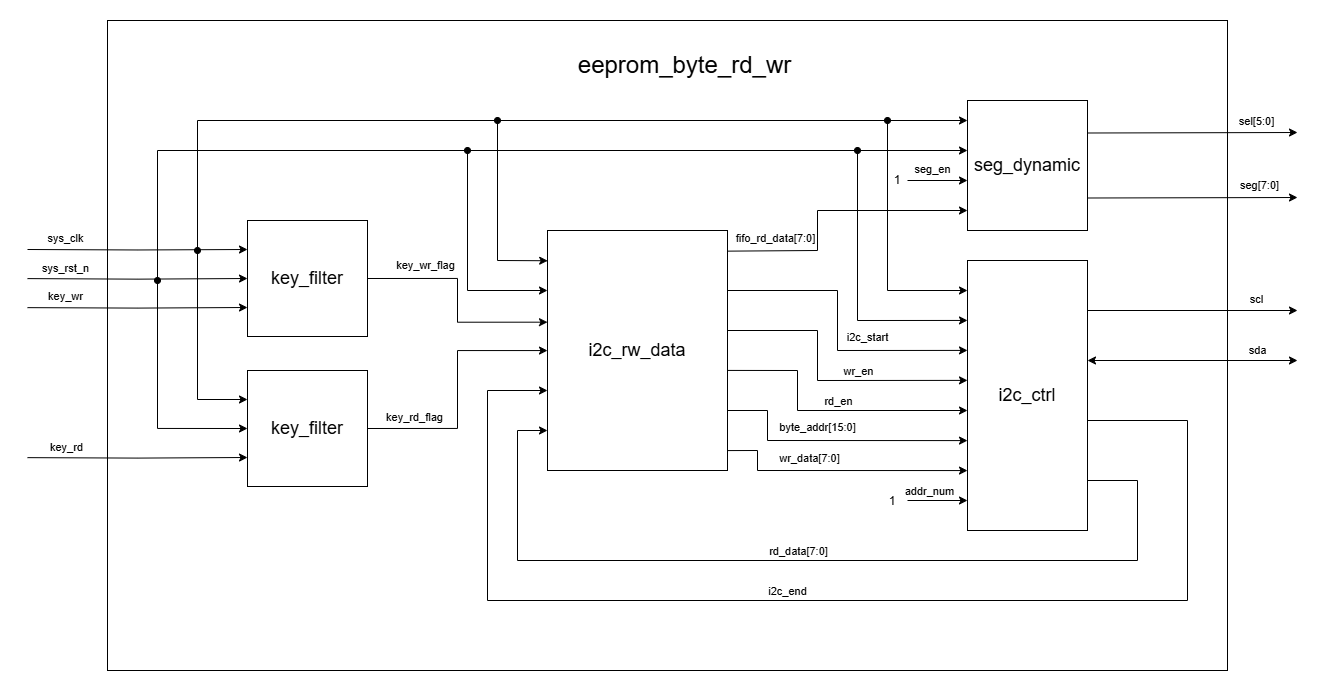 eeprom_byte_rd_wr
sel[5:0]
seg_dynamic
seg_en
1
seg[7:0]
sys_clk
fifo_rd_data[7:0]
key_filter
key_wr_flag
sys_rst_n
key_wr
scl
i2c_start
i2c_rw_data
sda
wr_en
i2c_ctrl
rd_en
key_rd_flag
key_filter
byte_addr[15:0]
key_rd
wr_data[7:0]
addr_num
1
rd_data[7:0]
i2c_end